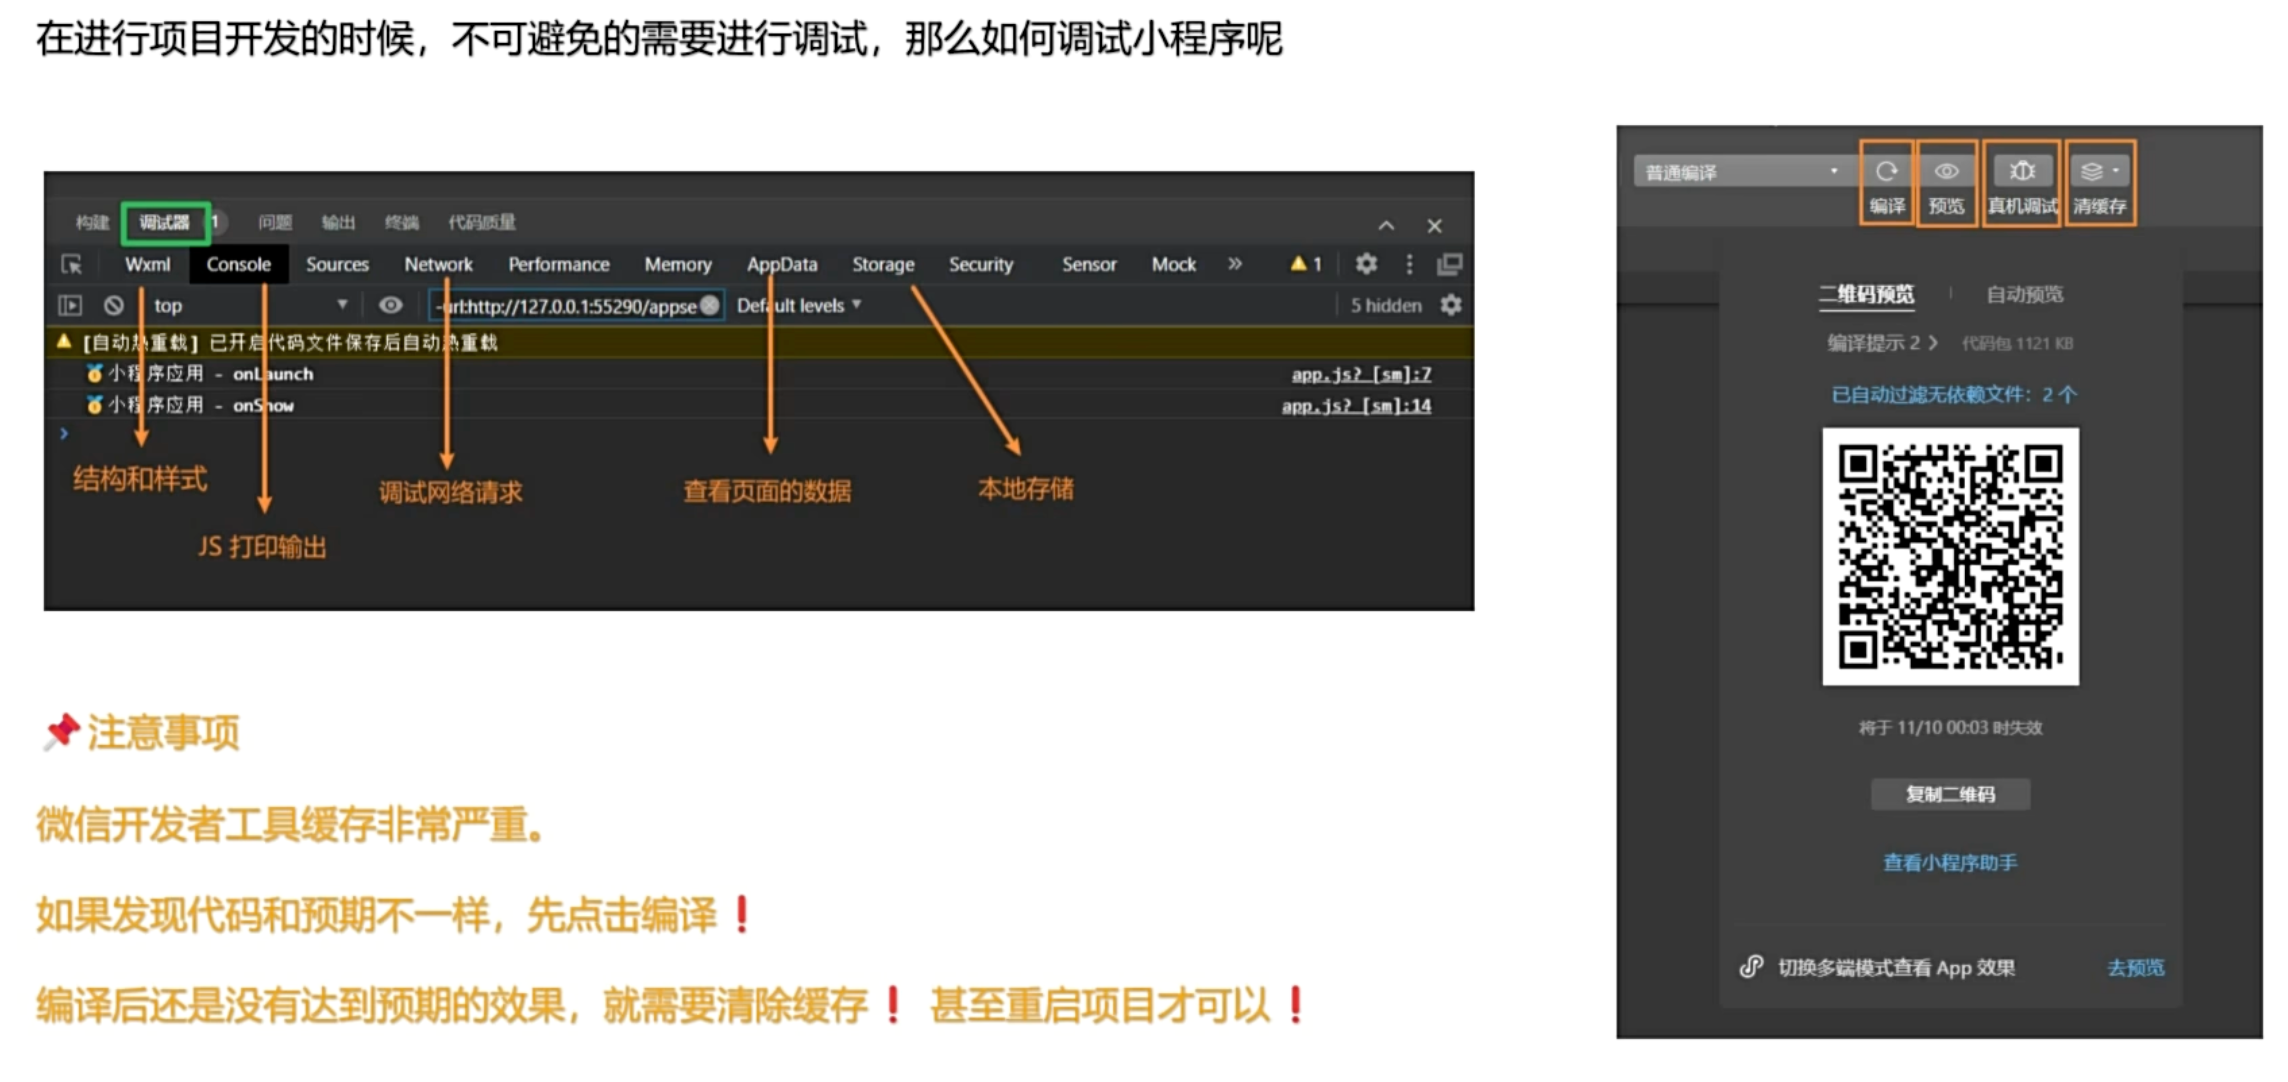 在进行项目开发的时候，不可避免的需要进行调试，那么如何调试小程序呢
构建 调试器 1 问题 输出 终端 代码质量
Wxml Console Sources Network Performance Memory AppData Storage Security Sensor Mock » 1
top -url:http://127.0.0.1:55290/appse Default levels 5 hidden
[自动热重载] 已开启代码文件保存后自动热重载
小程序应用 - onLaunch app.js? [sm]:7
小程序应用 - onShow app.js? [sm]:14
结构和样式
调试网络请求
查看页面的数据
本地存储
JS 打印输出
📌注意事项
微信开发者工具缓存非常严重。
如果发现代码和预期不一样，先点击编译❗
编译后还是没有达到预期的效果，就需要清除缓存❗ 甚至重启项目才可以❗
普通编译
编译 预览 真机调试 清缓存
二维码预览 自动预览
编译提示 2 代码包 1121 KB
已自动过滤无依赖文件：2 个
将于 11/10 00:03 时失效
复制二维码
查看小程序助手
切换多端模式查看 App 效果 去预览